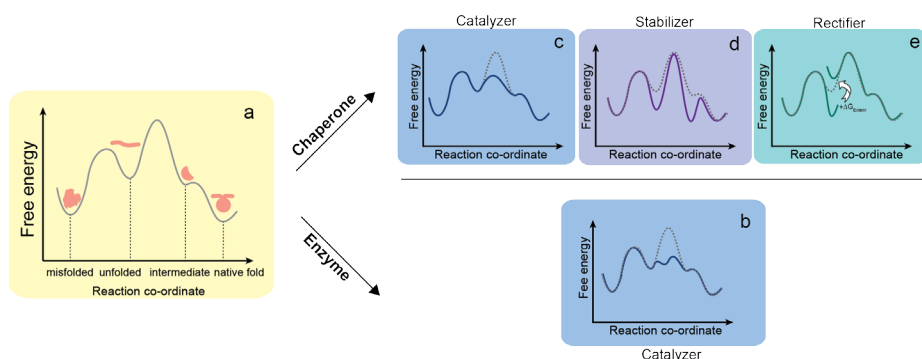 a
Free energy
misfolded unfolded intermediate native fold
Reaction co-ordinate
Chaperone
Enzyme
Catalyzer
c
Free energy
Reaction co-ordinate
Stabilizer
d
Free energy
Reaction co-ordinate
Rectifier
e
Free energy
Reaction co-ordinate
b
Free energy
Reaction co-ordinate
Catalyzer